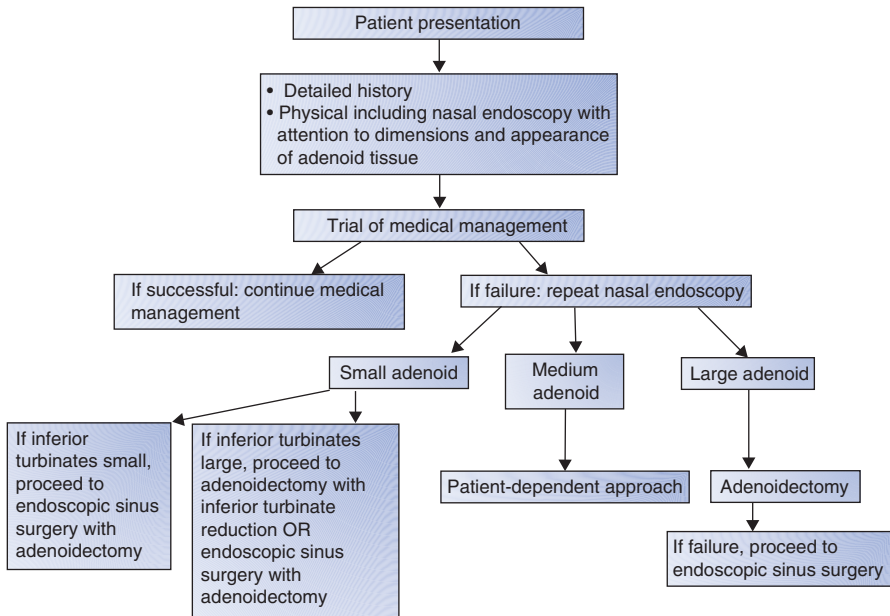 Patient presentation
• Detailed history
• Physical including nasal endoscopy with
attention to dimensions and appearance
of adenoid tissue
Trial of medical management
If successful: continue medical
management
If failure: repeat nasal endoscopy
Small adenoid
Medium
adenoid
Large adenoid
If inferior
turbinates small,
proceed to
endoscopic sinus
surgery with
adenoidectomy
If inferior turbinates
large, proceed to
adenoidectomy with
inferior turbinate
reduction OR
endoscopic sinus
surgery with
adenoidectomy
Patient-dependent approach
Adenoidectomy
If failure, proceed to
endoscopic sinus surgery